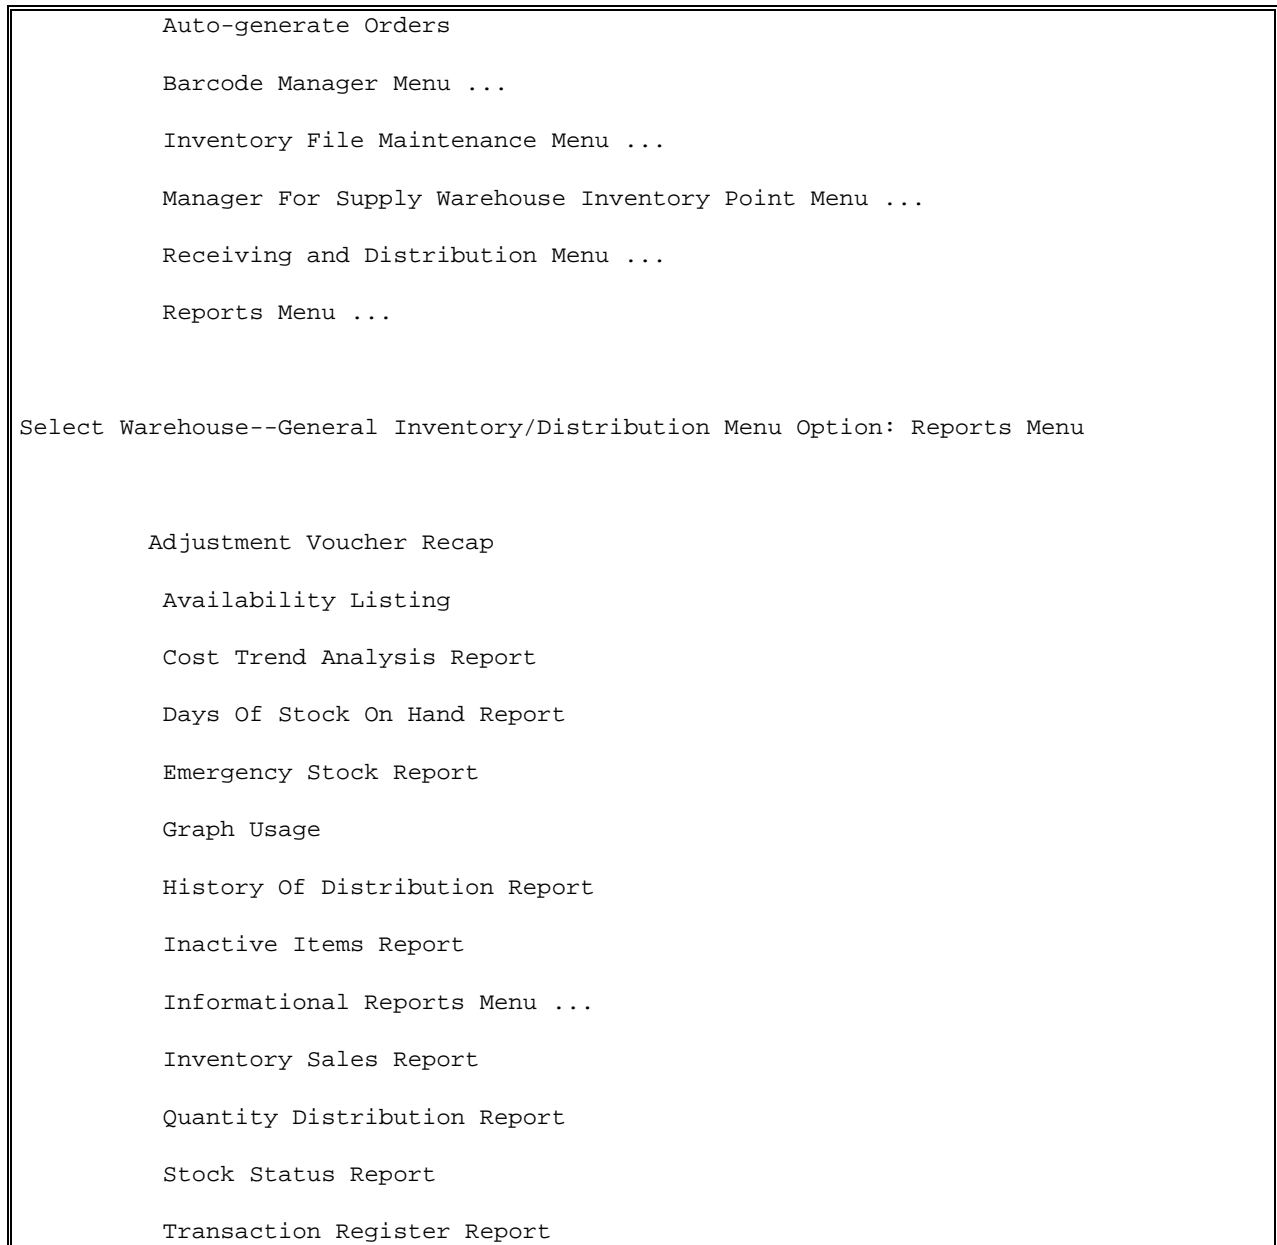 Auto-generate Orders
Barcode Manager Menu ...
Inventory File Maintenance Menu ...
Manager For Supply Warehouse Inventory Point Menu ...
Receiving and Distribution Menu ...
Reports Menu ...
Select Warehouse--General Inventory/Distribution Menu Option: Reports Menu
Adjustment Voucher Recap
Availability Listing
Cost Trend Analysis Report
Days Of Stock On Hand Report
Emergency Stock Report
Graph Usage
History Of Distribution Report
Inactive Items Report
Informational Reports Menu ...
Inventory Sales Report
Quantity Distribution Report
Stock Status Report
Transaction Register Report